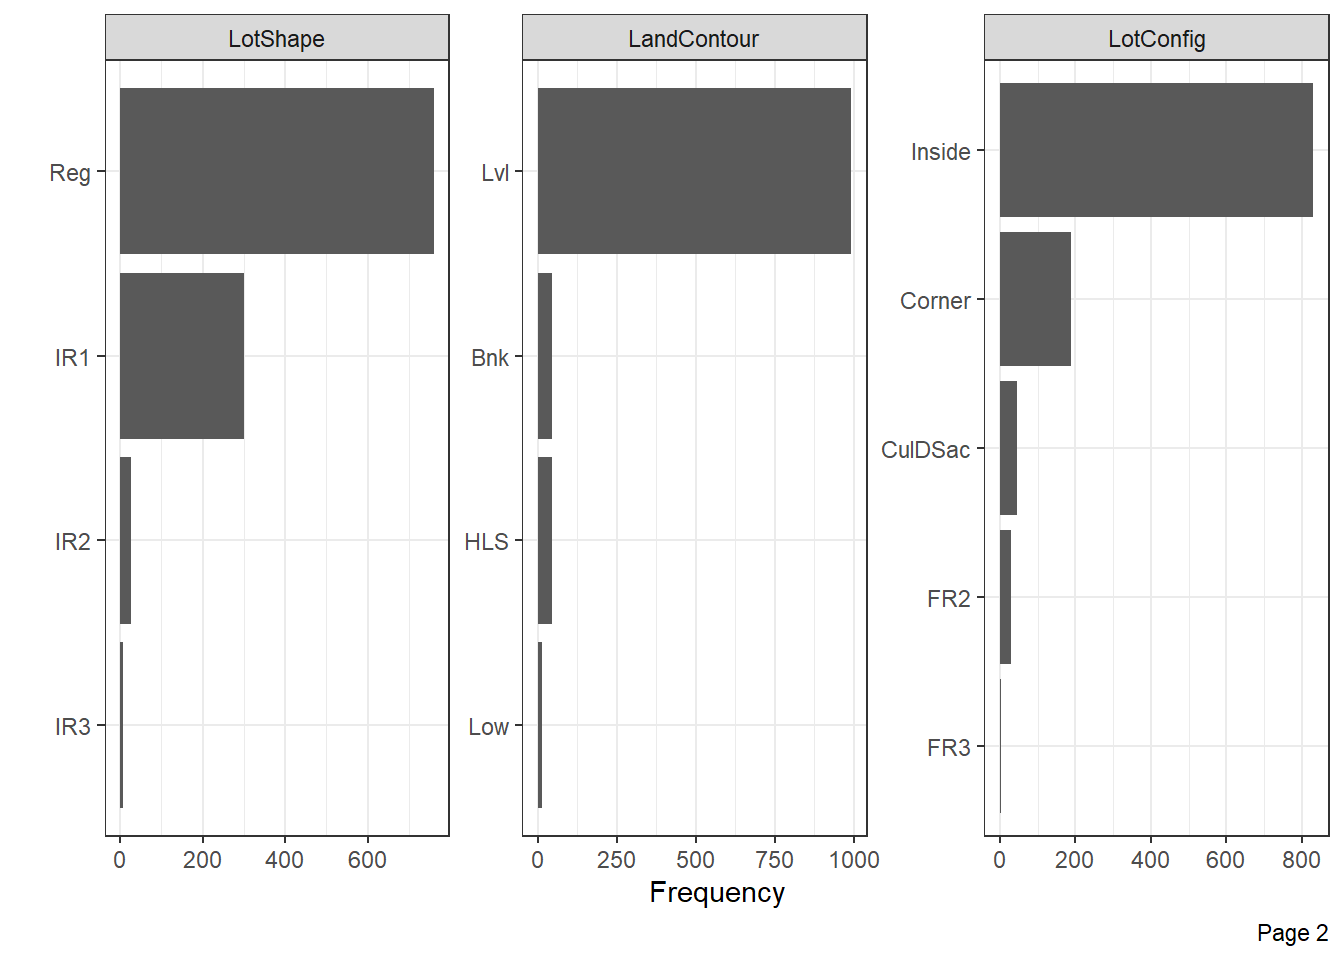 LotShape
LandContour
LotConfig
Reg
IR1
IR2
IR3
0 200 400 600
Lvl
Bnk
HLS
Low
0 250 500 750 1000
Inside
Corner
CulDSac
FR2
FR3
0 200 400 600 800
Frequency
Page 2